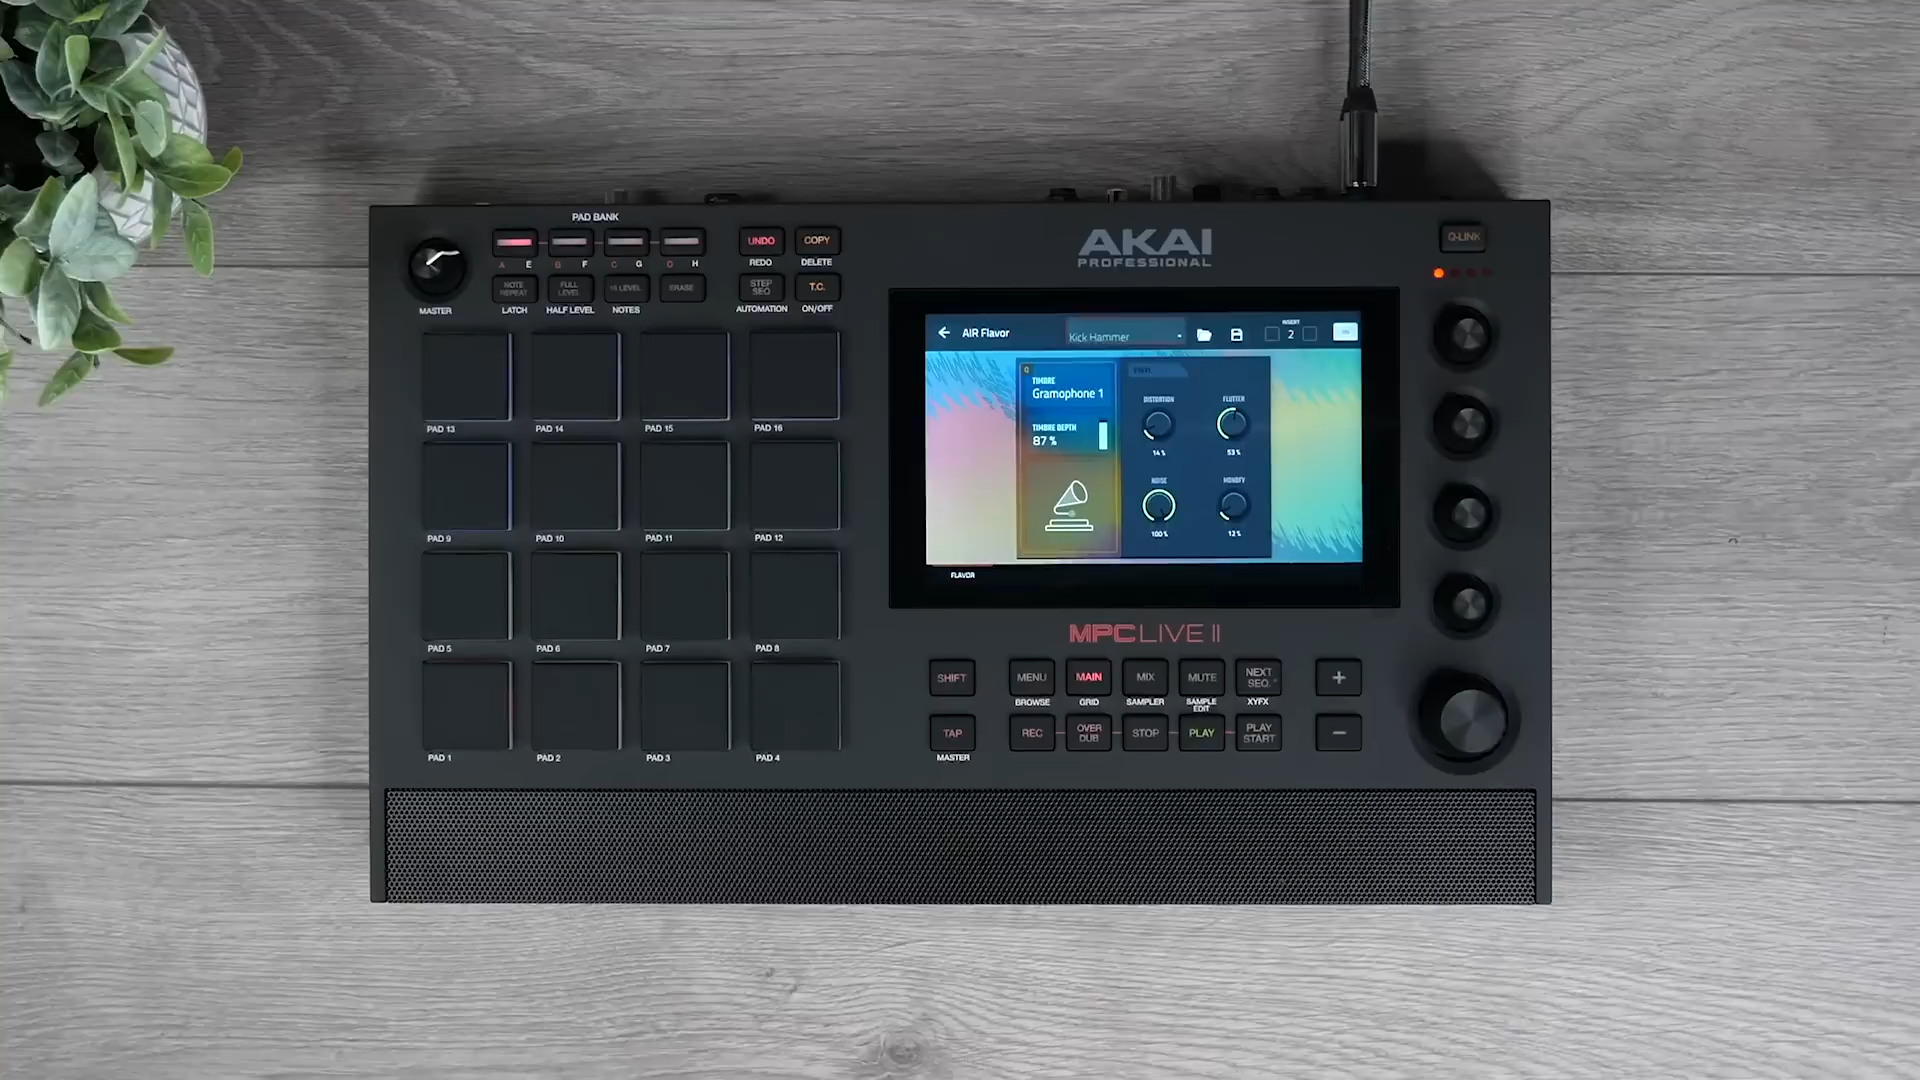 PAD BANK
A E B F C G D H
UNDO COPY
REDO DELETE
NOTE REPEAT
FULL LEVEL
16 LEVEL
ERASE
STEP SEQ
T.C.
MASTER
LATCH HALF LEVEL NOTES
AUTOMATION ON/OFF
PAD 13 PAD 14 PAD 15 PAD 16
PAD 9 PAD 10 PAD 11 PAD 12
PAD 5 PAD 6 PAD 7 PAD 8
PAD 1 PAD 2 PAD 3 PAD 4
AKAI
PROFESSIONAL
Q-LINK
AIR Flavor
Kick Hammer
INSERT
2
Q
TIMBRE
Gramophone 1
TIMBRE DEPTH
87 %
VINYL
DISTORTION FLUTTER
14 % 53 %
NOISE MONOFY
100 % 12 %
FLAVOR
MPC LIVE II
SHIFT
MENU MAIN MIX MUTE NEXT SEQ.
+
BROWSE GRID SAMPLER SAMPLE EDIT XYFX
TAP
REC OVER DUB STOP PLAY PLAY START
−
MASTER